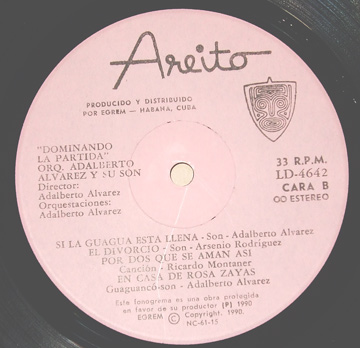 Areito
PRODUCIDO Y DISTRIBUIDO
POR EGREM — HABANA, CUBA
"DOMINANDO
LA PARTIDA"
ORQ. ADALBERTO
ALVAREZ Y SU SON
Director:
Adalberto Alvarez
Orquestaciones:
Adalberto Alvarez
33 R.P.M.
LD-4642
CARA B
ESTEREO
SI LA GUAGUA ESTA LLENA - Son - Adalberto Alvarez
EL DIVORCIO - Son - Arsenio Rodriguez
POR DOS QUE SE AMAN ASI
Canción - Ricardo Montaner
EN CASA DE ROSA ZAYAS
Guaguancó-son - Adalberto Alvarez
Este fonograma es una obra protegida
en favor de su productor (P) 1990
EGREM © Copyright, 1990.
NC-61-15